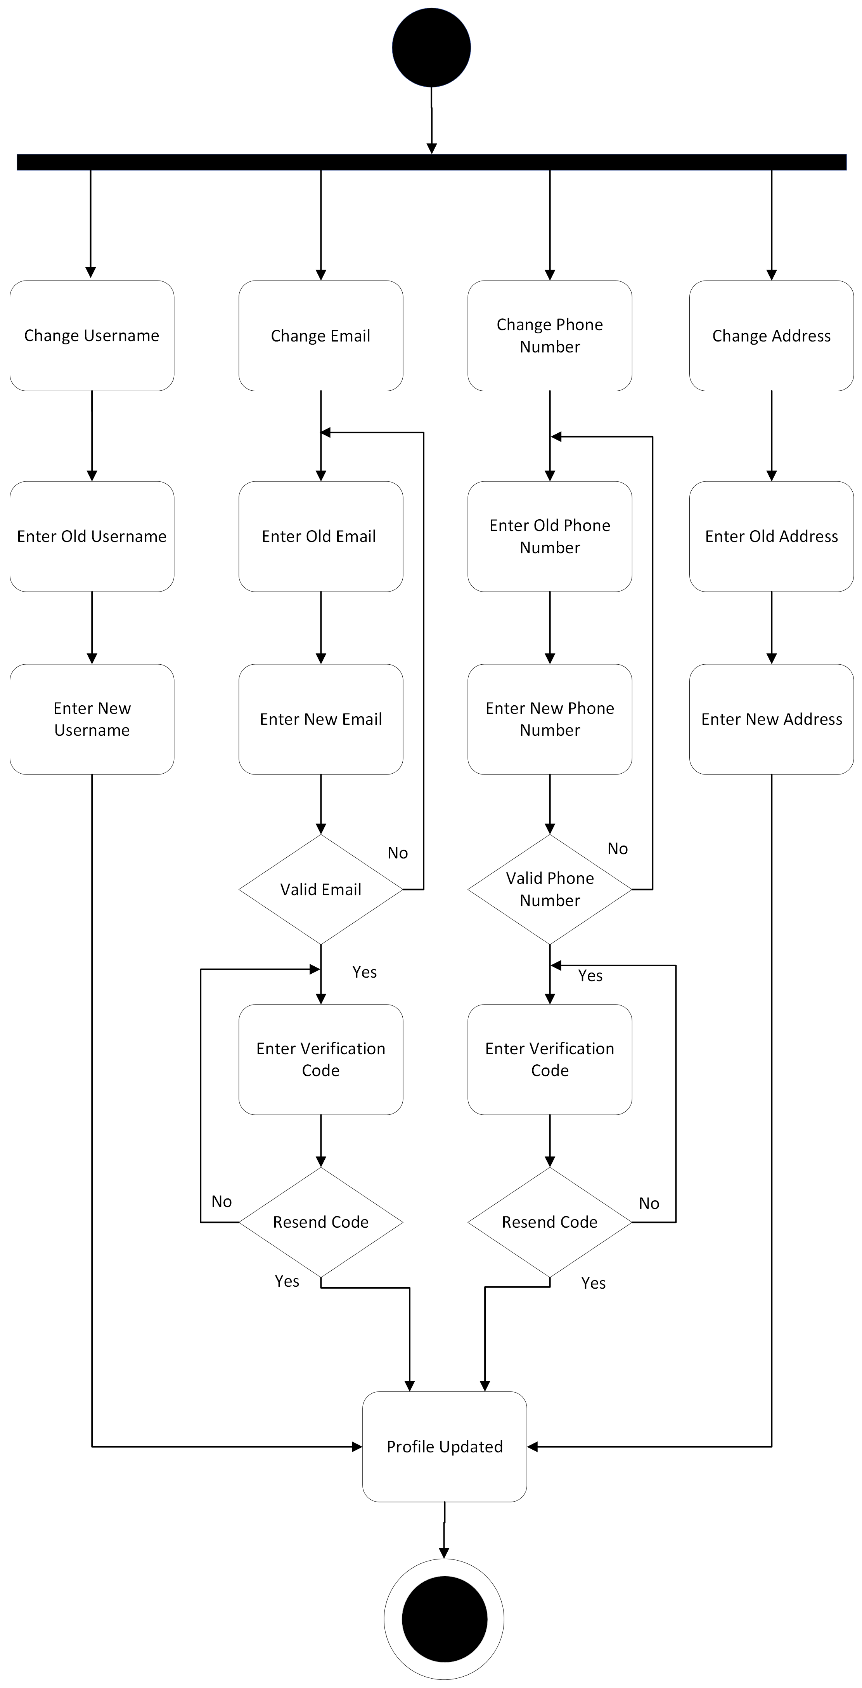 Change Username
Change Email
Change Phone
Number
Change Address
Enter Old Username
Enter Old Email
Enter Old Phone
Number
Enter Old Address
Enter New
Username
Enter New Email
Enter New Phone
Number
Enter New Address
No
No
Valid Email
Valid Phone
Number
Yes
Yes
Enter Verification
Code
Enter Verification
Code
No
No
Resend Code
Resend Code
Yes
Yes
Profile Updated